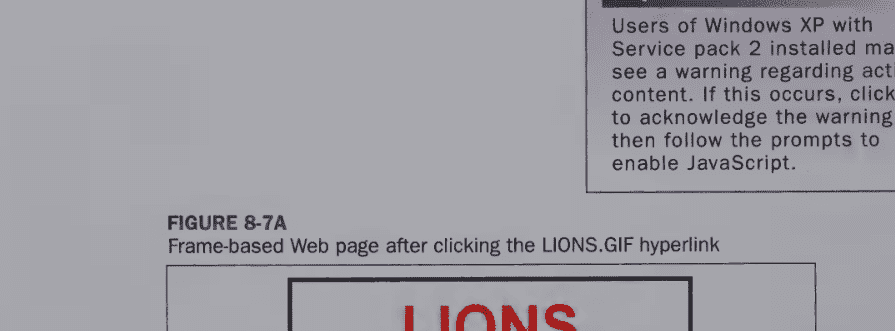 Users of Windows XP with
Service pack 2 installed
see a warning regarding
content. If this occurs, click
to acknowledge the warning
then follow the prompts to
enable JavaScript.
FIGURE 8-7A
Frame-based Web page after clicking the LIONS.GIF hyperlink
LIONS